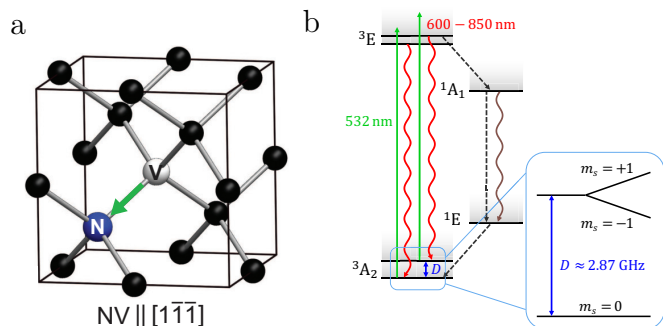 a
V
N
NV || [11̄1̄]
b
600 − 850 nm
³E
¹A₁
532 nm
¹E
³A₂
D
mₛ = +1
mₛ = −1
D ≈ 2.87 GHz
mₛ = 0